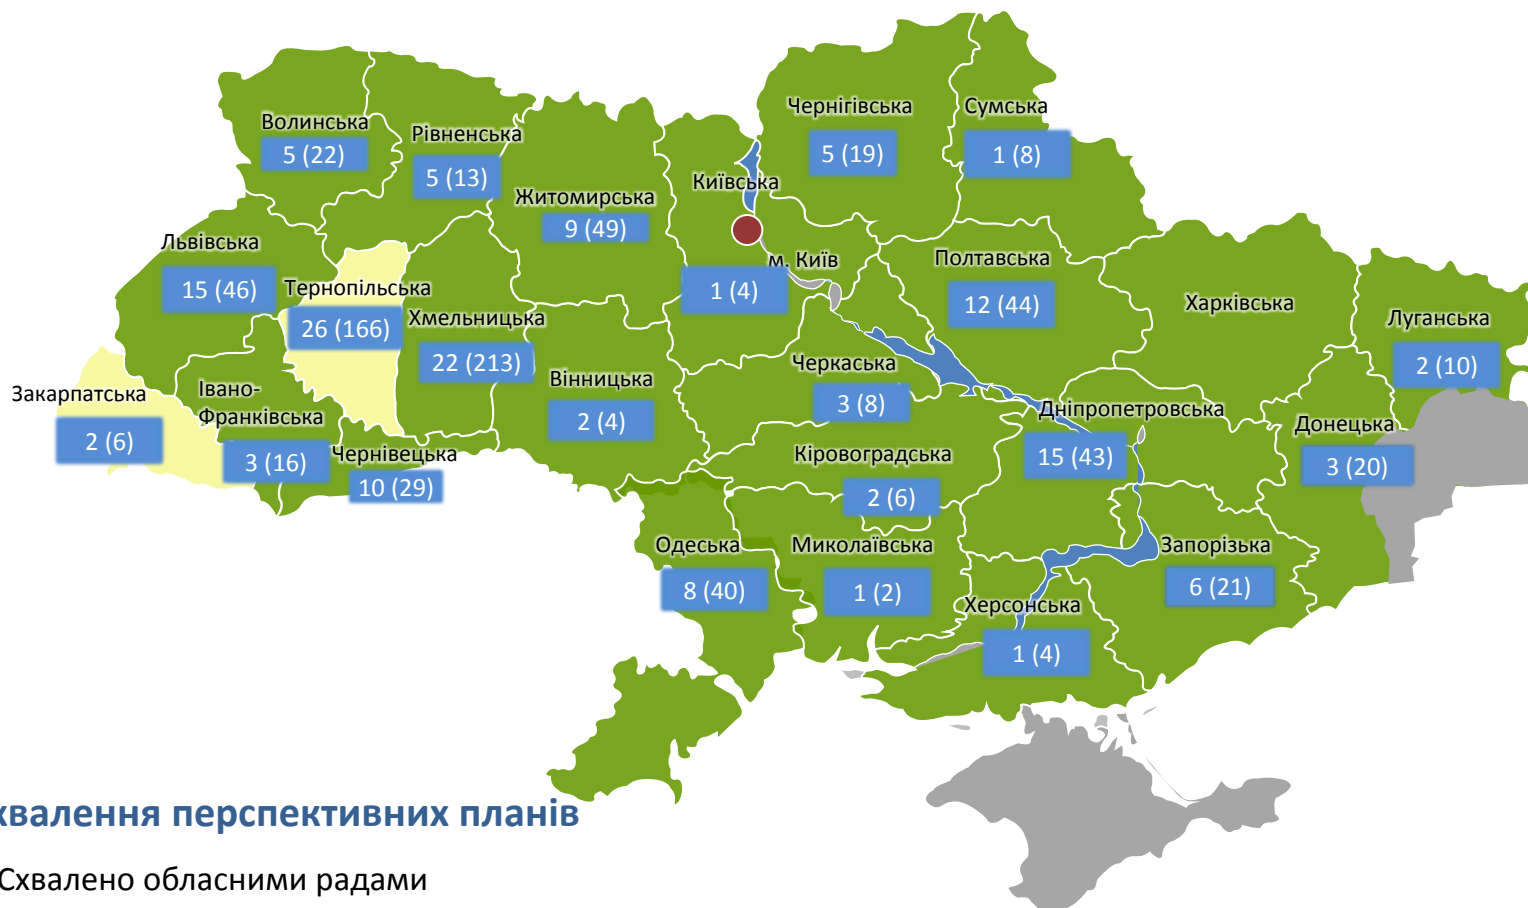 Чернігівська
5 (19)
Сумська
1 (8)
Волинська
5 (22)
Рівненська
5 (13)
Житомирська
9 (49)
Київська
м. Київ
1 (4)
Львівська
15 (46)
Тернопільська
26 (166)
Хмельницька
22 (213)
Полтавська
12 (44)
Харківська
Луганська
2 (10)
Закарпатська
2 (6)
Івано-
Франківська
3 (16)
Чернівецька
10 (29)
Вінницька
2 (4)
Черкаська
3 (8)
Дніпропетровська
15 (43)
Донецька
3 (20)
Кіровоградська
2 (6)
Одеська
8 (40)
Миколаївська
1 (2)
Херсонська
1 (4)
Запорізька
6 (21)
хвалення перспективних планів
Схвалено обласними радами